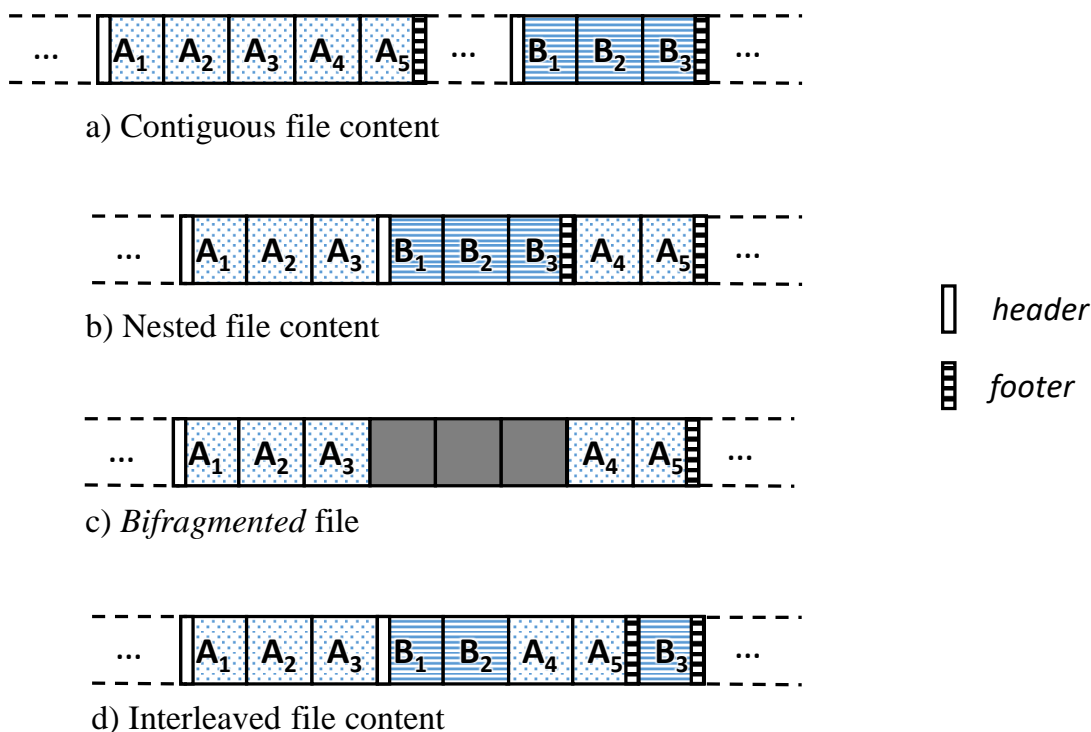 ... A₁ A₂ A₃ A₄ A₅ ... B₁ B₂ B₃ ...
a) Contiguous file content
... A₁ A₂ A₃ B₁ B₂ B₃ A₄ A₅ ...
b) Nested file content
header
footer
... A₁ A₂ A₃ A₄ A₅ ...
c) Bifragmented file
... A₁ A₂ A₃ B₁ B₂ A₄ A₅ B₃ ...
d) Interleaved file content